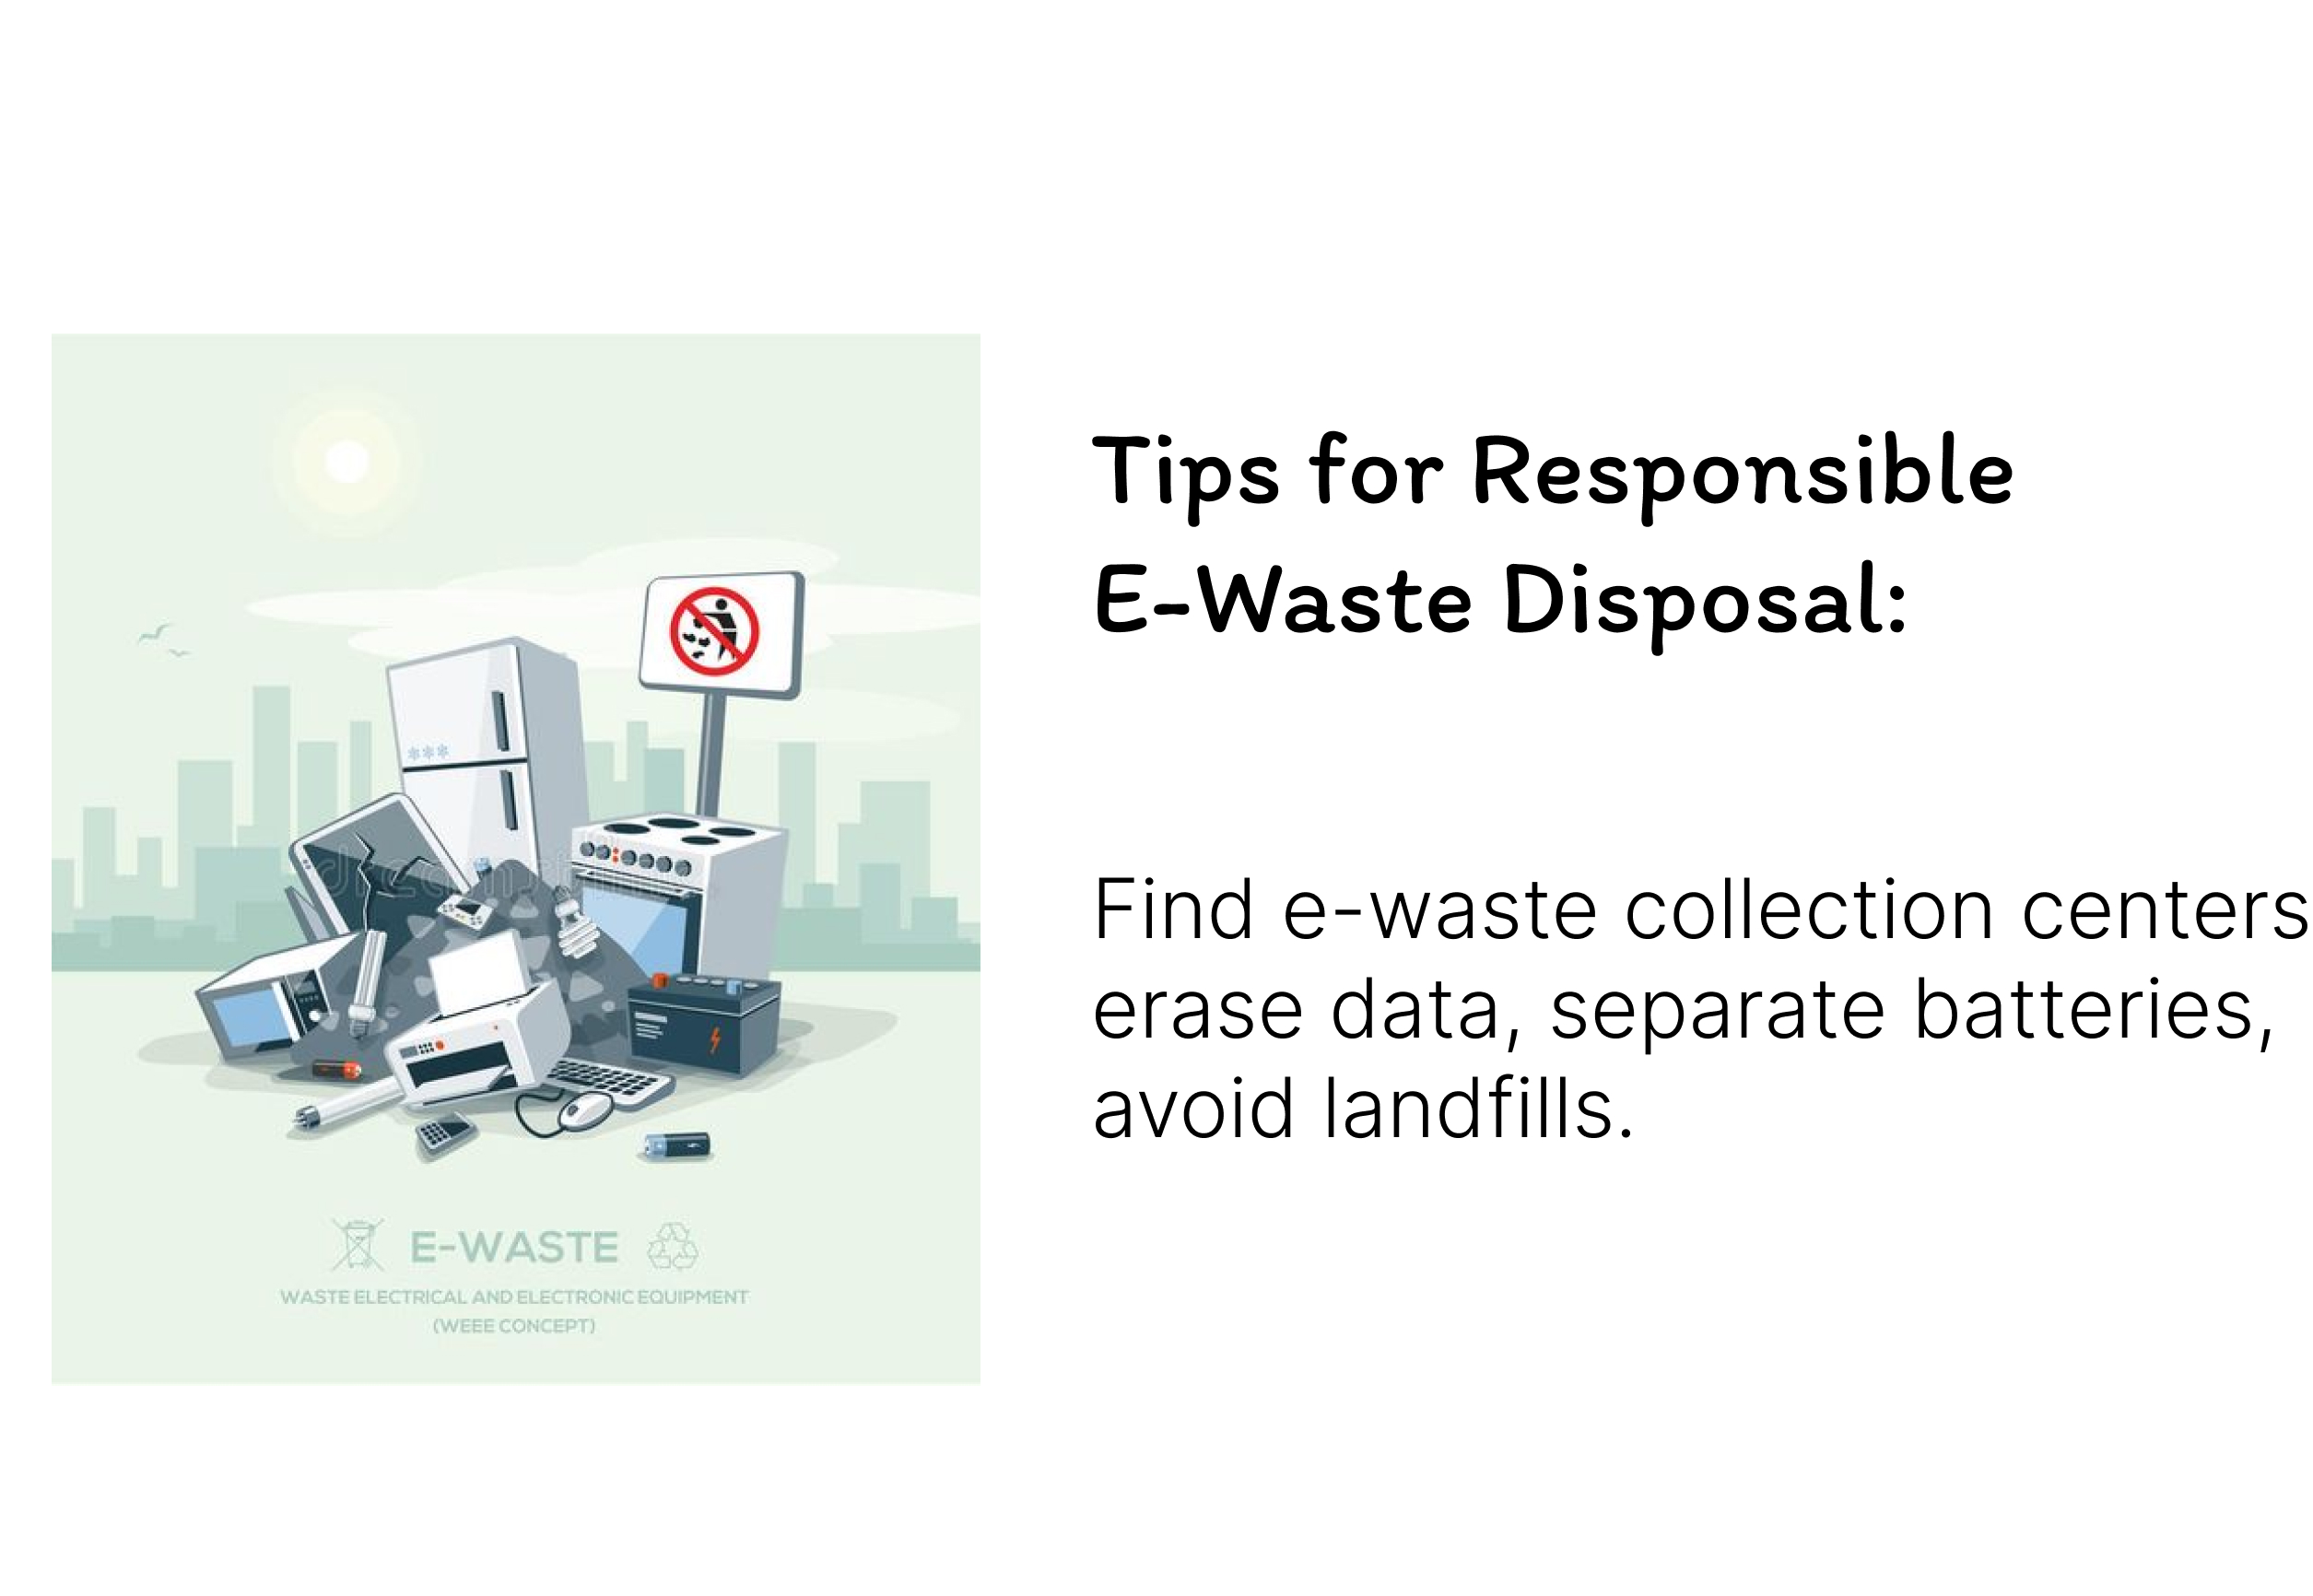 Tips for Responsible
E-Waste Disposal:
Find e-waste collection centers
erase data, separate batteries,
avoid landfills.
E-WASTE
WASTE ELECTRICAL AND ELECTRONIC EQUIPMENT
(WEEE CONCEPT)